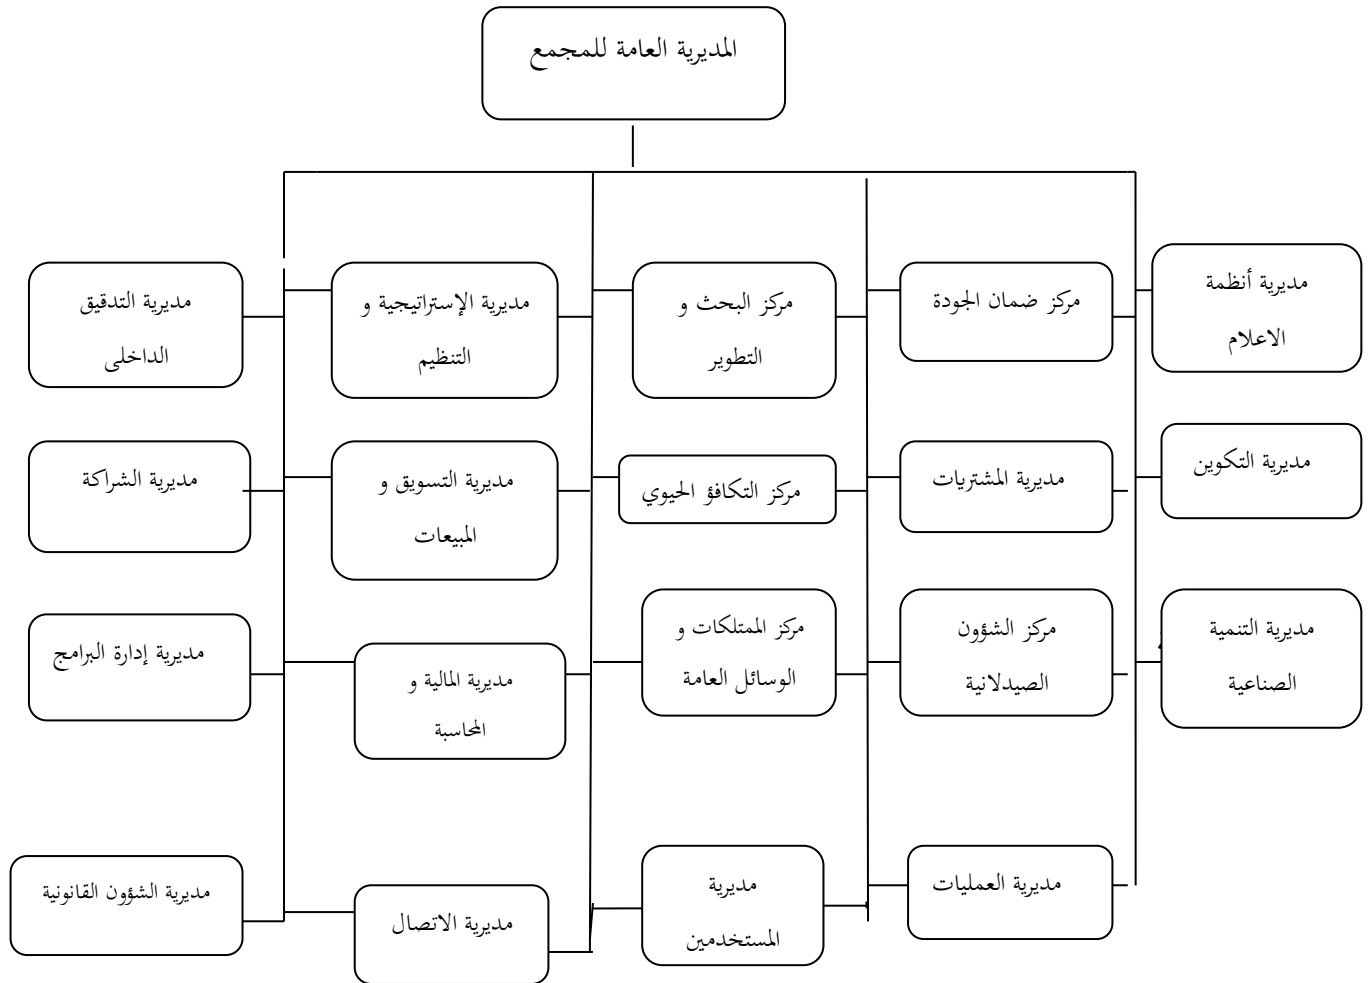 المديرية العامة للمجمع
مديرية أنظمة
الاعلام
مركز ضمان الجودة
مركز البحث و
التطوير
مديرية الإستراتيجية و
التنظيم
مديرية التدقيق
الداخلى
مديرية التكوين
مديرية المشتريات
مركز التكافؤ الحيوي
مديرية التسويق و
المبيعات
مديرية الشراكة
مديرية التنمية
الصناعية
مركز الشؤون
الصيدلانية
مركز الممتلكات و
الوسائل العامة
مديرية المالية و
المحاسبة
مديرية إدارة البرامج
مديرية العمليات
مديرية
المستخدمين
مديرية الاتصال
مديرية الشؤون القانونية